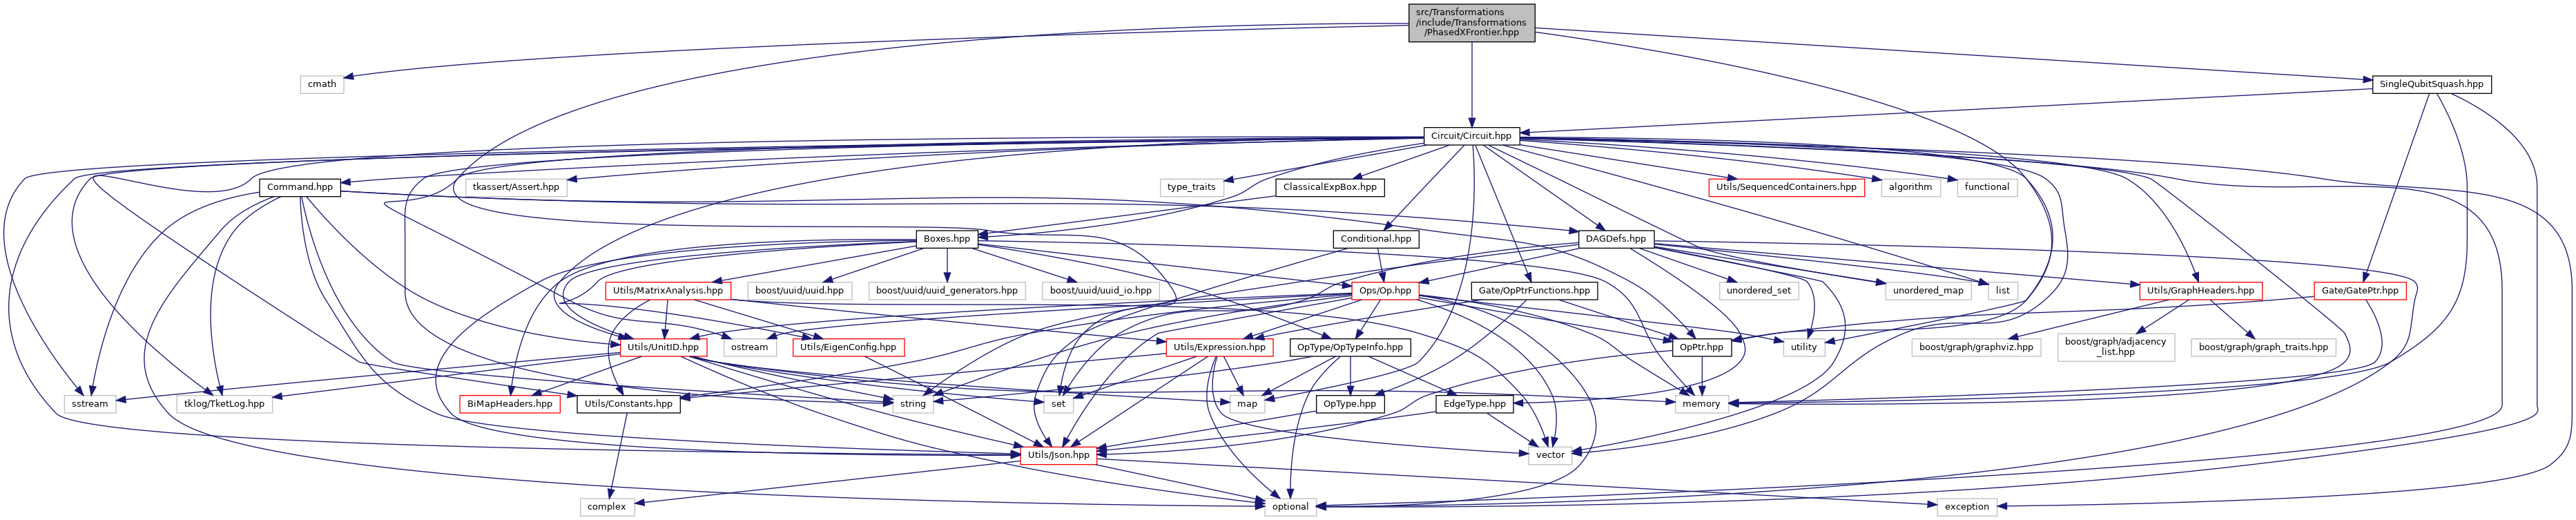 src/Transformations
/include/Transformations
/PhasedXFrontier.hpp
cmath
SingleQubitSquash.hpp
Circuit/Circuit.hpp
Command.hpp
tkassert/Assert.hpp
type_traits
ClassicalExpBox.hpp
Utils/SequencedContainers.hpp
algorithm
functional
Boxes.hpp
Conditional.hpp
DAGDefs.hpp
Utils/MatrixAnalysis.hpp
boost/uuid/uuid.hpp
boost/uuid/uuid_generators.hpp
boost/uuid/uuid_io.hpp
Ops/Op.hpp
Gate/OpPtrFunctions.hpp
unordered_set
unordered_map
list
Utils/GraphHeaders.hpp
Gate/GatePtr.hpp
Utils/UnitID.hpp
ostream
Utils/EigenConfig.hpp
Utils/Expression.hpp
OpType/OpTypeInfo.hpp
OpPtr.hpp
utility
boost/graph/graphviz.hpp
boost/graph/adjacency
_list.hpp
boost/graph/graph_traits.hpp
sstream
tklog/TketLog.hpp
BiMapHeaders.hpp
Utils/Constants.hpp
string
set
map
OpType.hpp
EdgeType.hpp
memory
Utils/Json.hpp
vector
complex
optional
exception